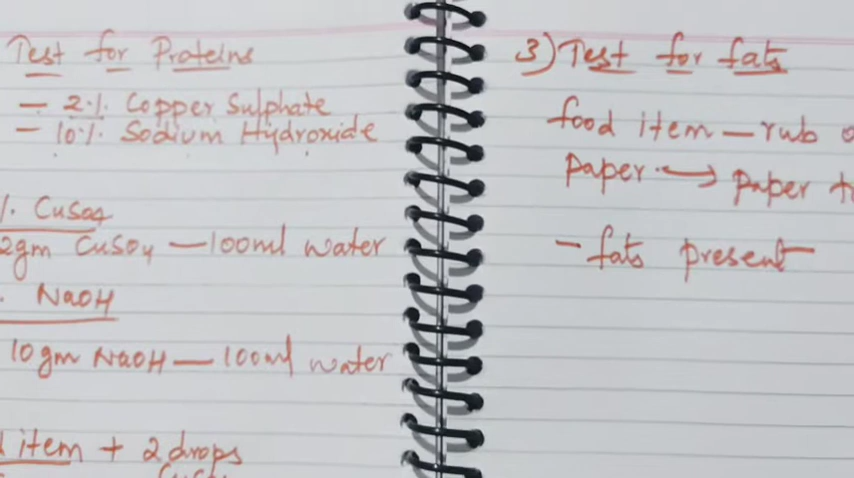 Test for Proteins
- 2% Copper Sulphate
- 10% Sodium Hydroxide
%. CuSO4
2gm CuSO4 - 100ml water
NaOH
10gm NaOH - 100ml water
item + 2 drops
3) Test for fats
food item - rub
paper → paper
- fats present